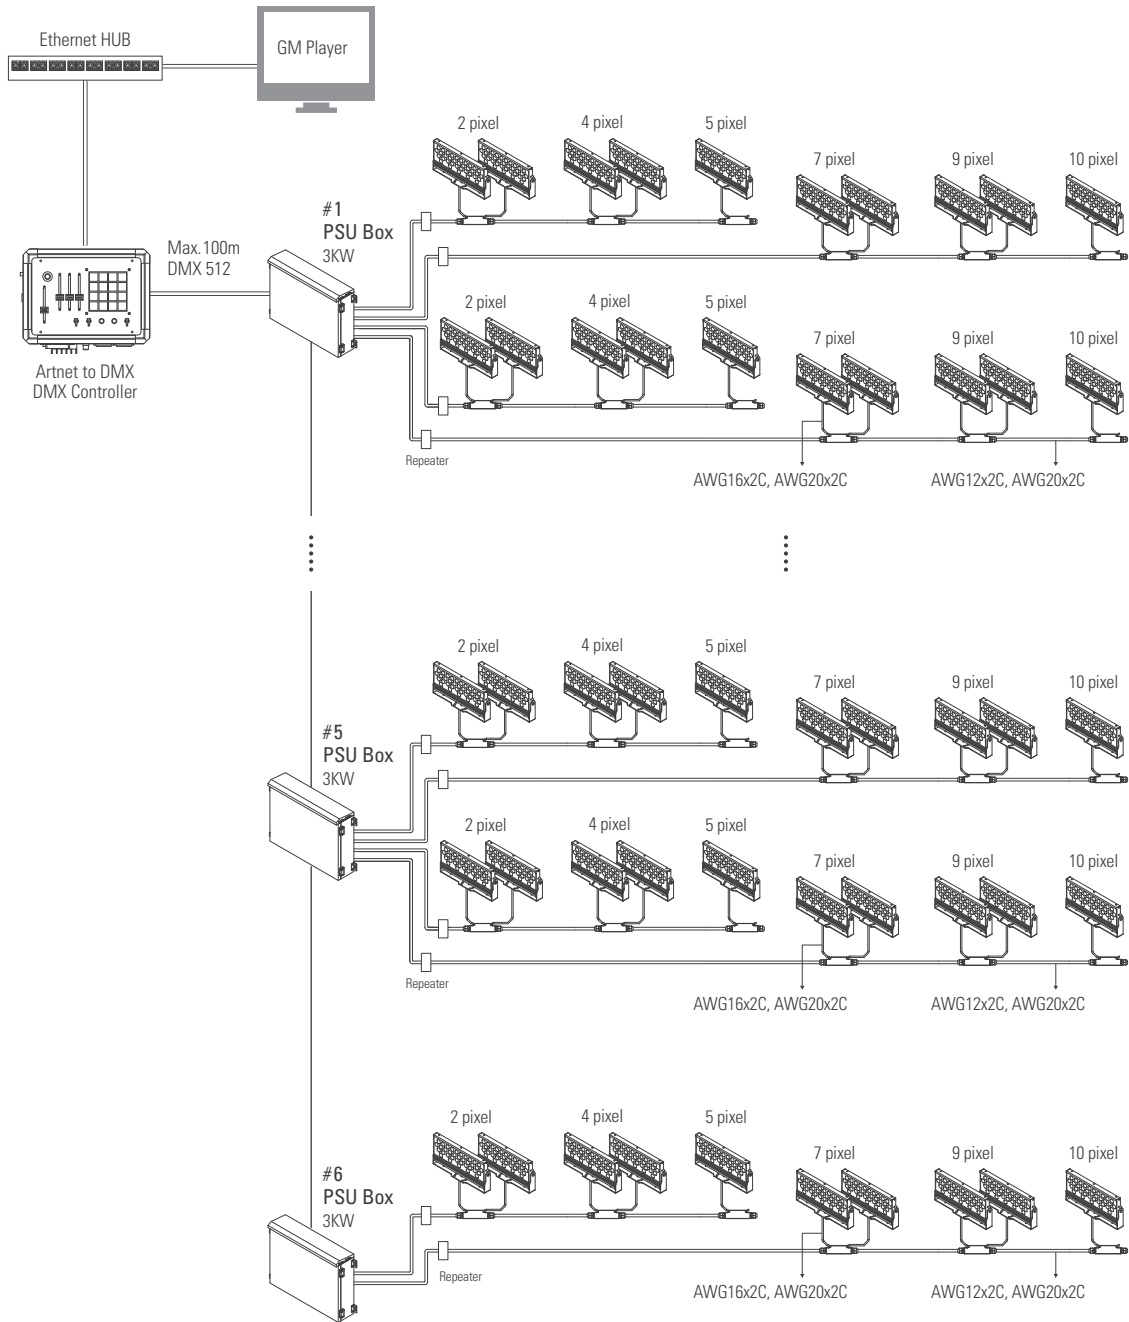 Ethernet HUB
GM Player
2 pixel
4 pixel
5 pixel
7 pixel
9 pixel
10 pixel
#1
PSU Box
3KW
Max.100m
DMX 512
Artnet to DMX
DMX Controller
2 pixel
4 pixel
5 pixel
7 pixel
9 pixel
10 pixel
Repeater
AWG16x2C, AWG20x2C
AWG12x2C, AWG20x2C
2 pixel
4 pixel
5 pixel
7 pixel
9 pixel
10 pixel
#5
PSU Box
3KW
2 pixel
4 pixel
5 pixel
7 pixel
9 pixel
10 pixel
Repeater
AWG16x2C, AWG20x2C
AWG12x2C, AWG20x2C
2 pixel
4 pixel
5 pixel
7 pixel
9 pixel
10 pixel
#6
PSU Box
3KW
Repeater
AWG16x2C, AWG20x2C
AWG12x2C, AWG20x2C